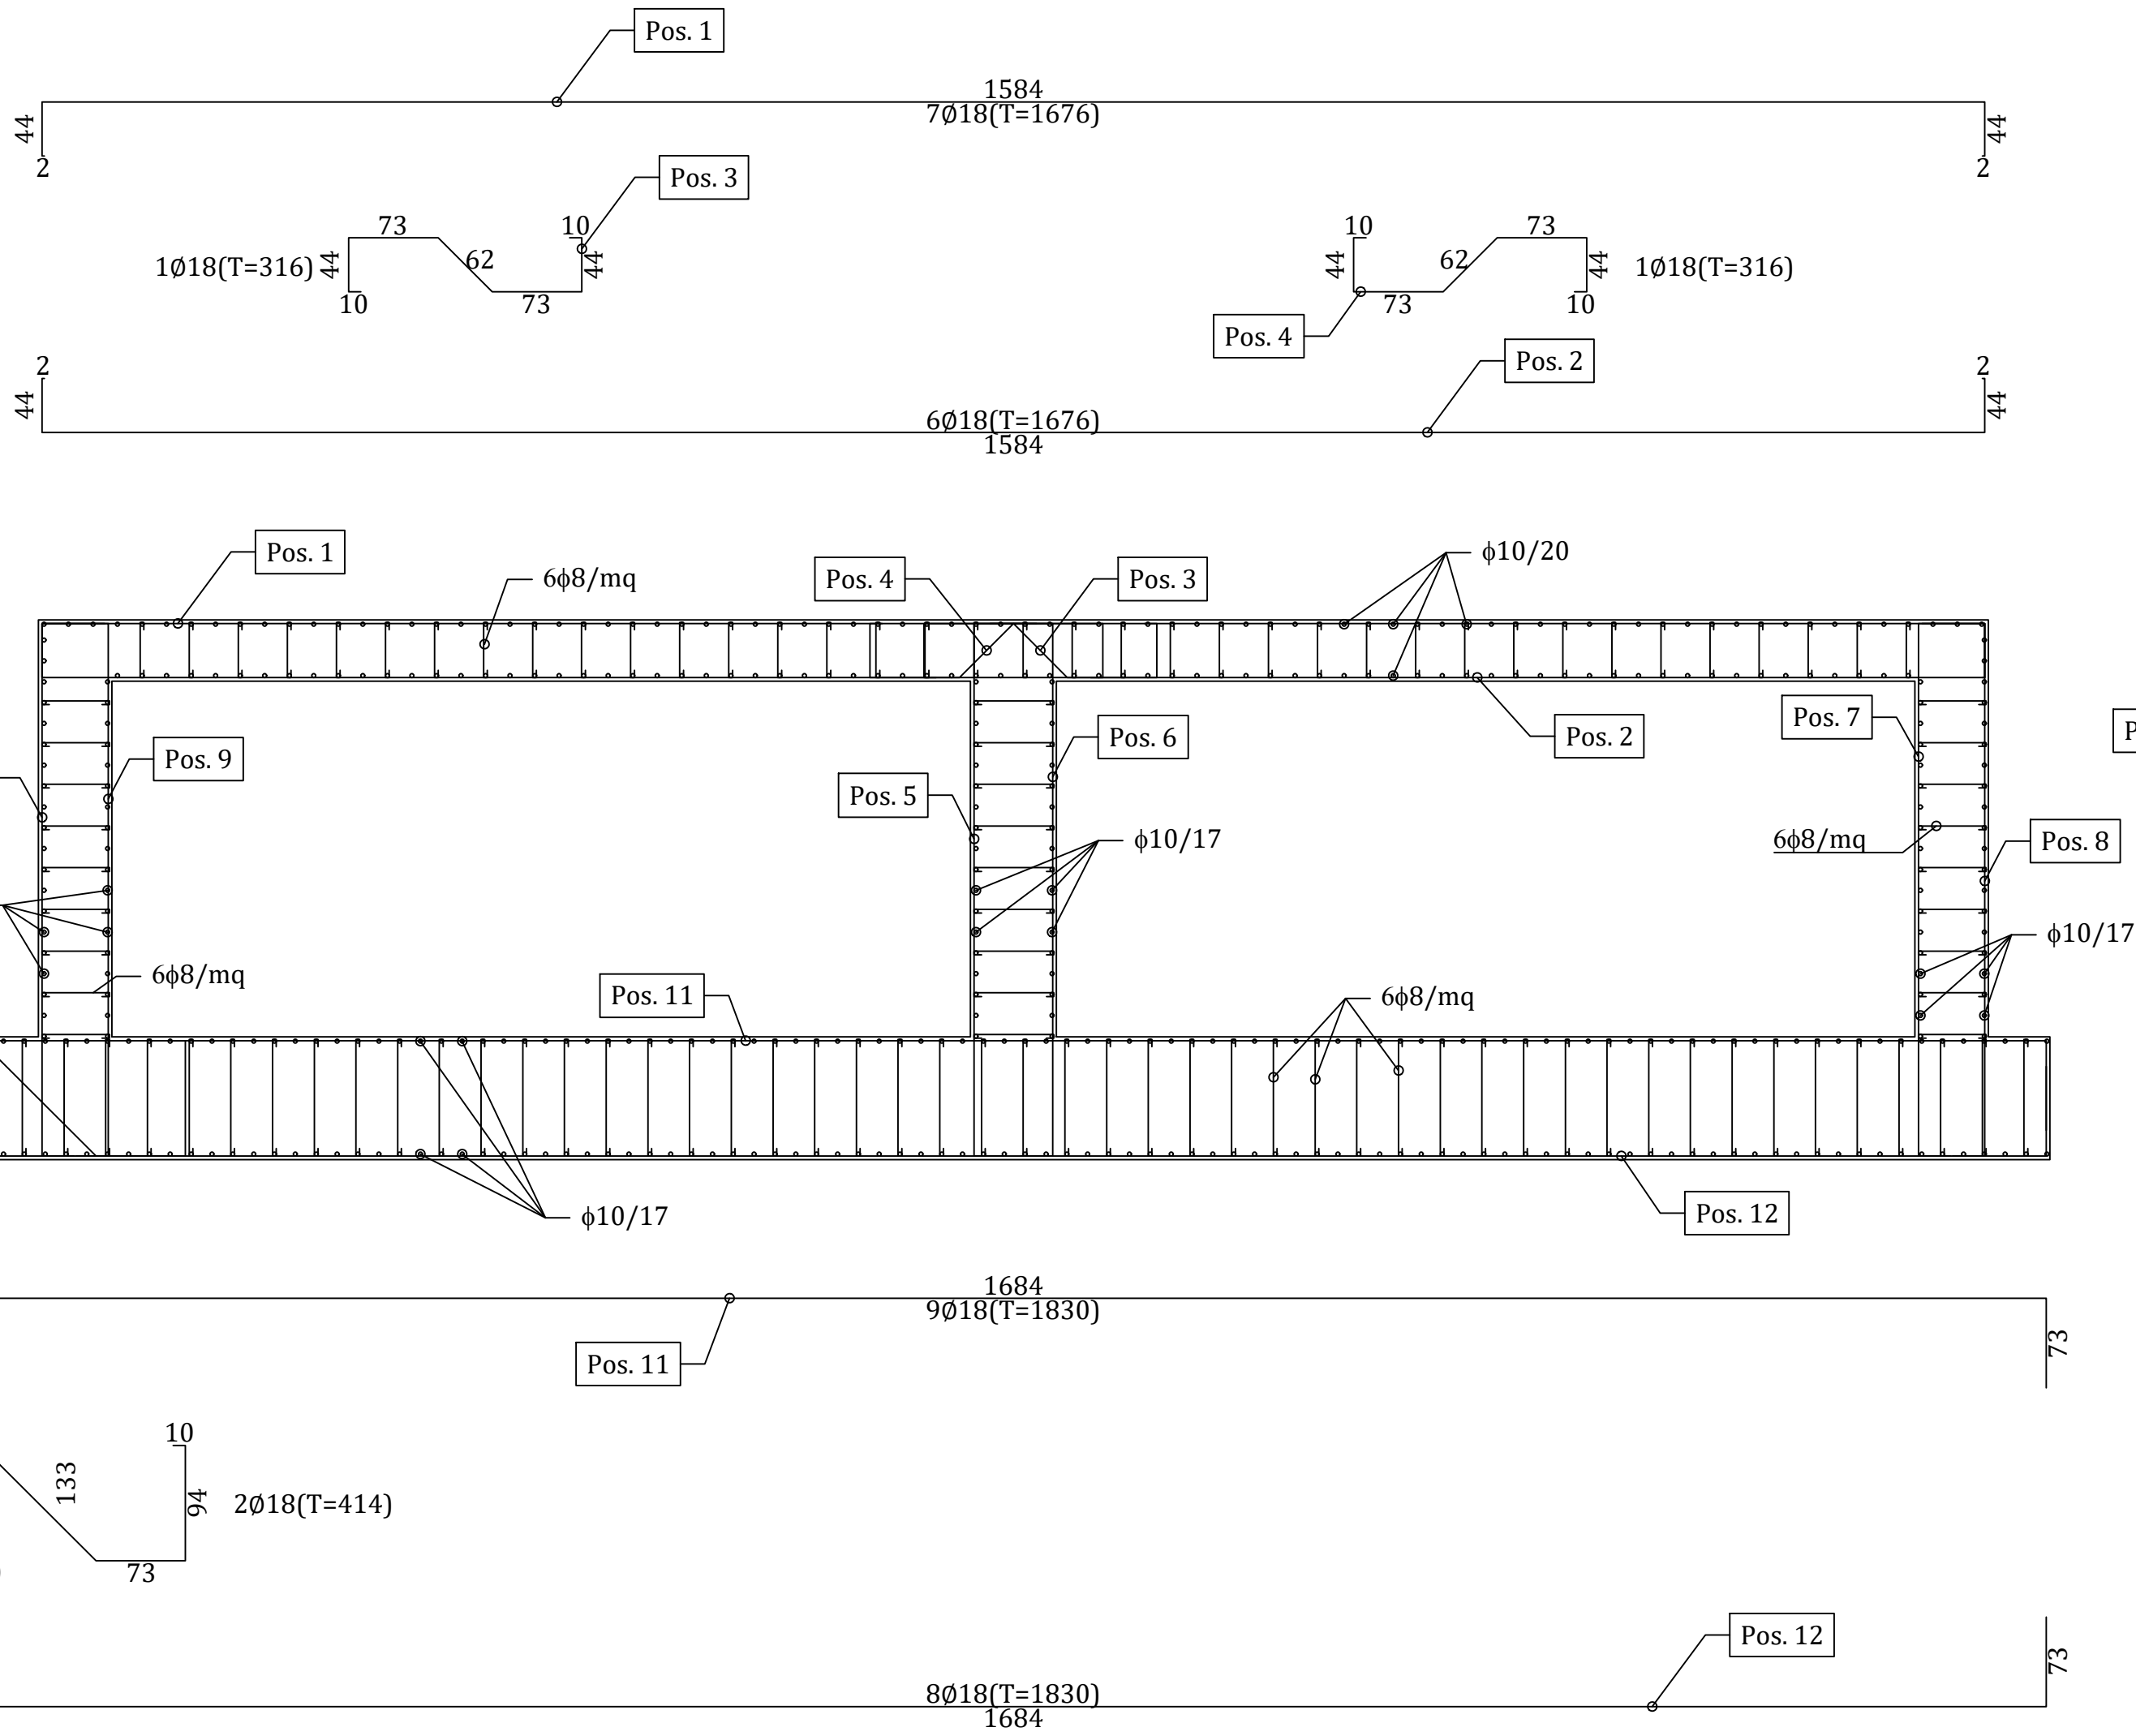 Pos. 1
1584
7Ø18(T=1676)
44
44
2
2
Pos. 3
73
10
10
73
1Ø18(T=316)
44
62
44
44
62
44
1Ø18(T=316)
10
73
73
10
Pos. 4
Pos. 2
2
2
44
44
6Ø18(T=1676)
1584
Pos. 1
6ϕ8/mq
Pos. 4
Pos. 3
ϕ10/20
Pos. 7
Pos. 6
Pos. 2
Pos. 9
Pos. 5
ϕ10/17
6ϕ8/mq
Pos. 8
ϕ10/17
6ϕ8/mq
Pos. 11
6ϕ8/mq
ϕ10/17
Pos. 12
1684
9Ø18(T=1830)
Pos. 11
73
10
133
94
2Ø18(T=414)
73
Pos. 12
73
8Ø18(T=1830)
1684